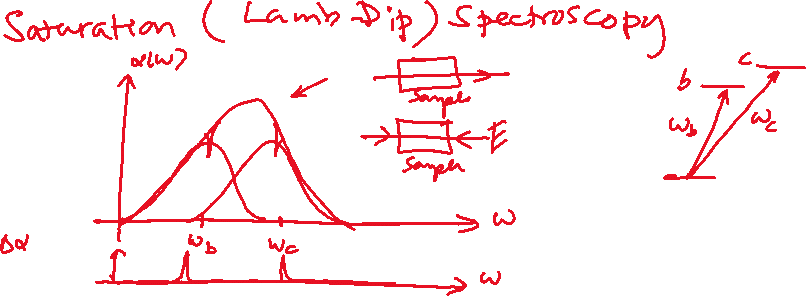 Saturation (Lamb Dip) Spectroscopy
α(ω)
Sample
Sample
b
c
ω_b
ω_c
ω
ω_b
ω_c
Δα
ω